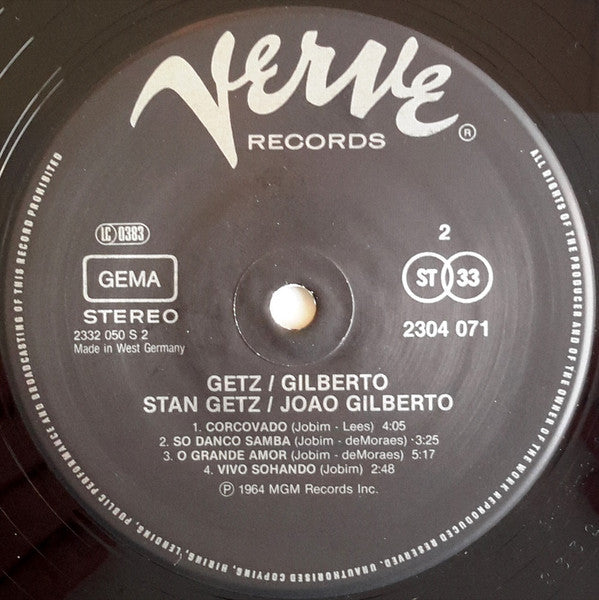 Verve
RECORDS
®
LC 0383
GEMA
STEREO
2332 050 S 2
Made in West Germany
2
ST 33
2304 071
GETZ / GILBERTO
STAN GETZ / JOAO GILBERTO
1. CORCOVADO (Jobim - Lees) 4:05
2. SO DANCO SAMBA (Jobim - deMoraes) ·3:25
3. O GRANDE AMOR (Jobim - deMoraes) 5:17
4. VIVO SOHANDO (Jobim) 2:48
℗ 1964 MGM Records Inc.
ALL RIGHTS OF THE PRODUCER AND OF THE OWNER OF THE WORK REPRODUCED RESERVED. UNAUTHORISED COPYING, HIRING, LENDING, PUBLIC PERFORMANCE AND BROADCASTING OF THIS RECORD PROHIBITED